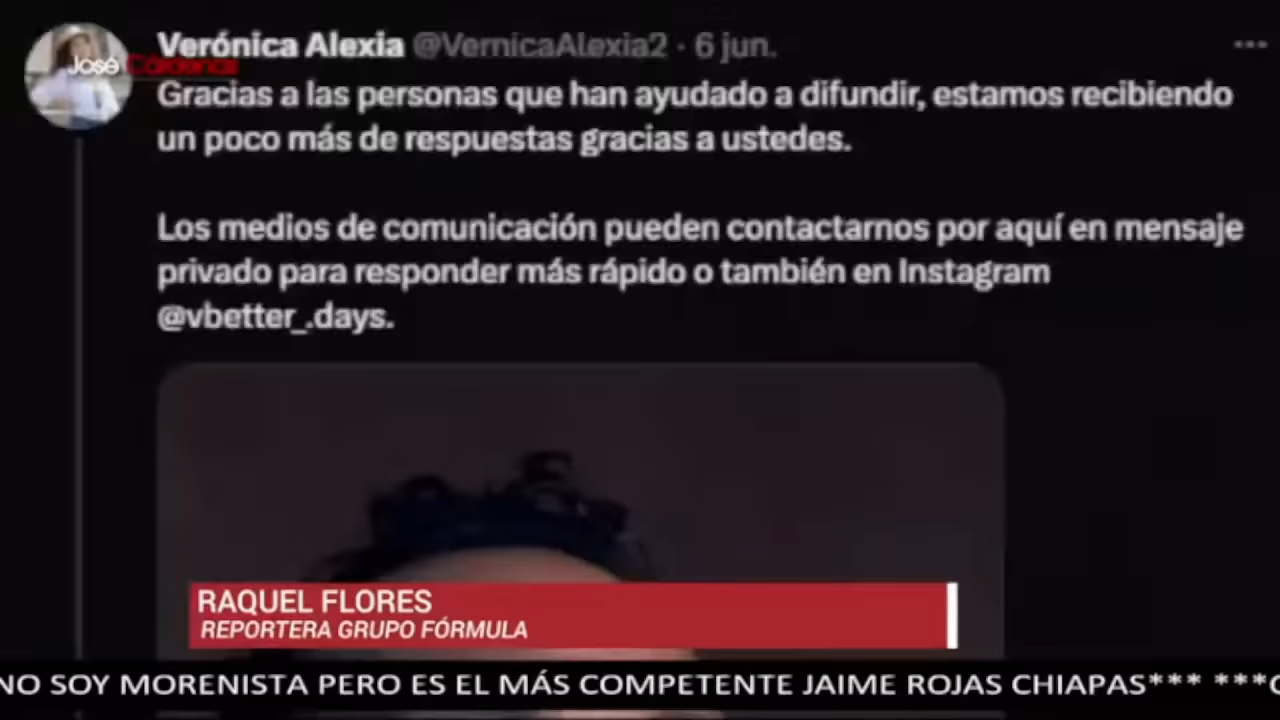 Verónica Alexia @VernicaAlexia2 · 6 jun.
José Cárdenas
Gracias a las personas que han ayudado a difundir, estamos recibiendo
un poco más de respuestas gracias a ustedes.
Los medios de comunicación pueden contactarnos por aquí en mensaje
privado para responder más rápido o también en Instagram
@vbetter_.days.
RAQUEL FLORES
REPORTERA GRUPO FÓRMULA
NO SOY MORENISTA PERO ES EL MÁS COMPETENTE JAIME ROJAS CHIAPAS*** ***